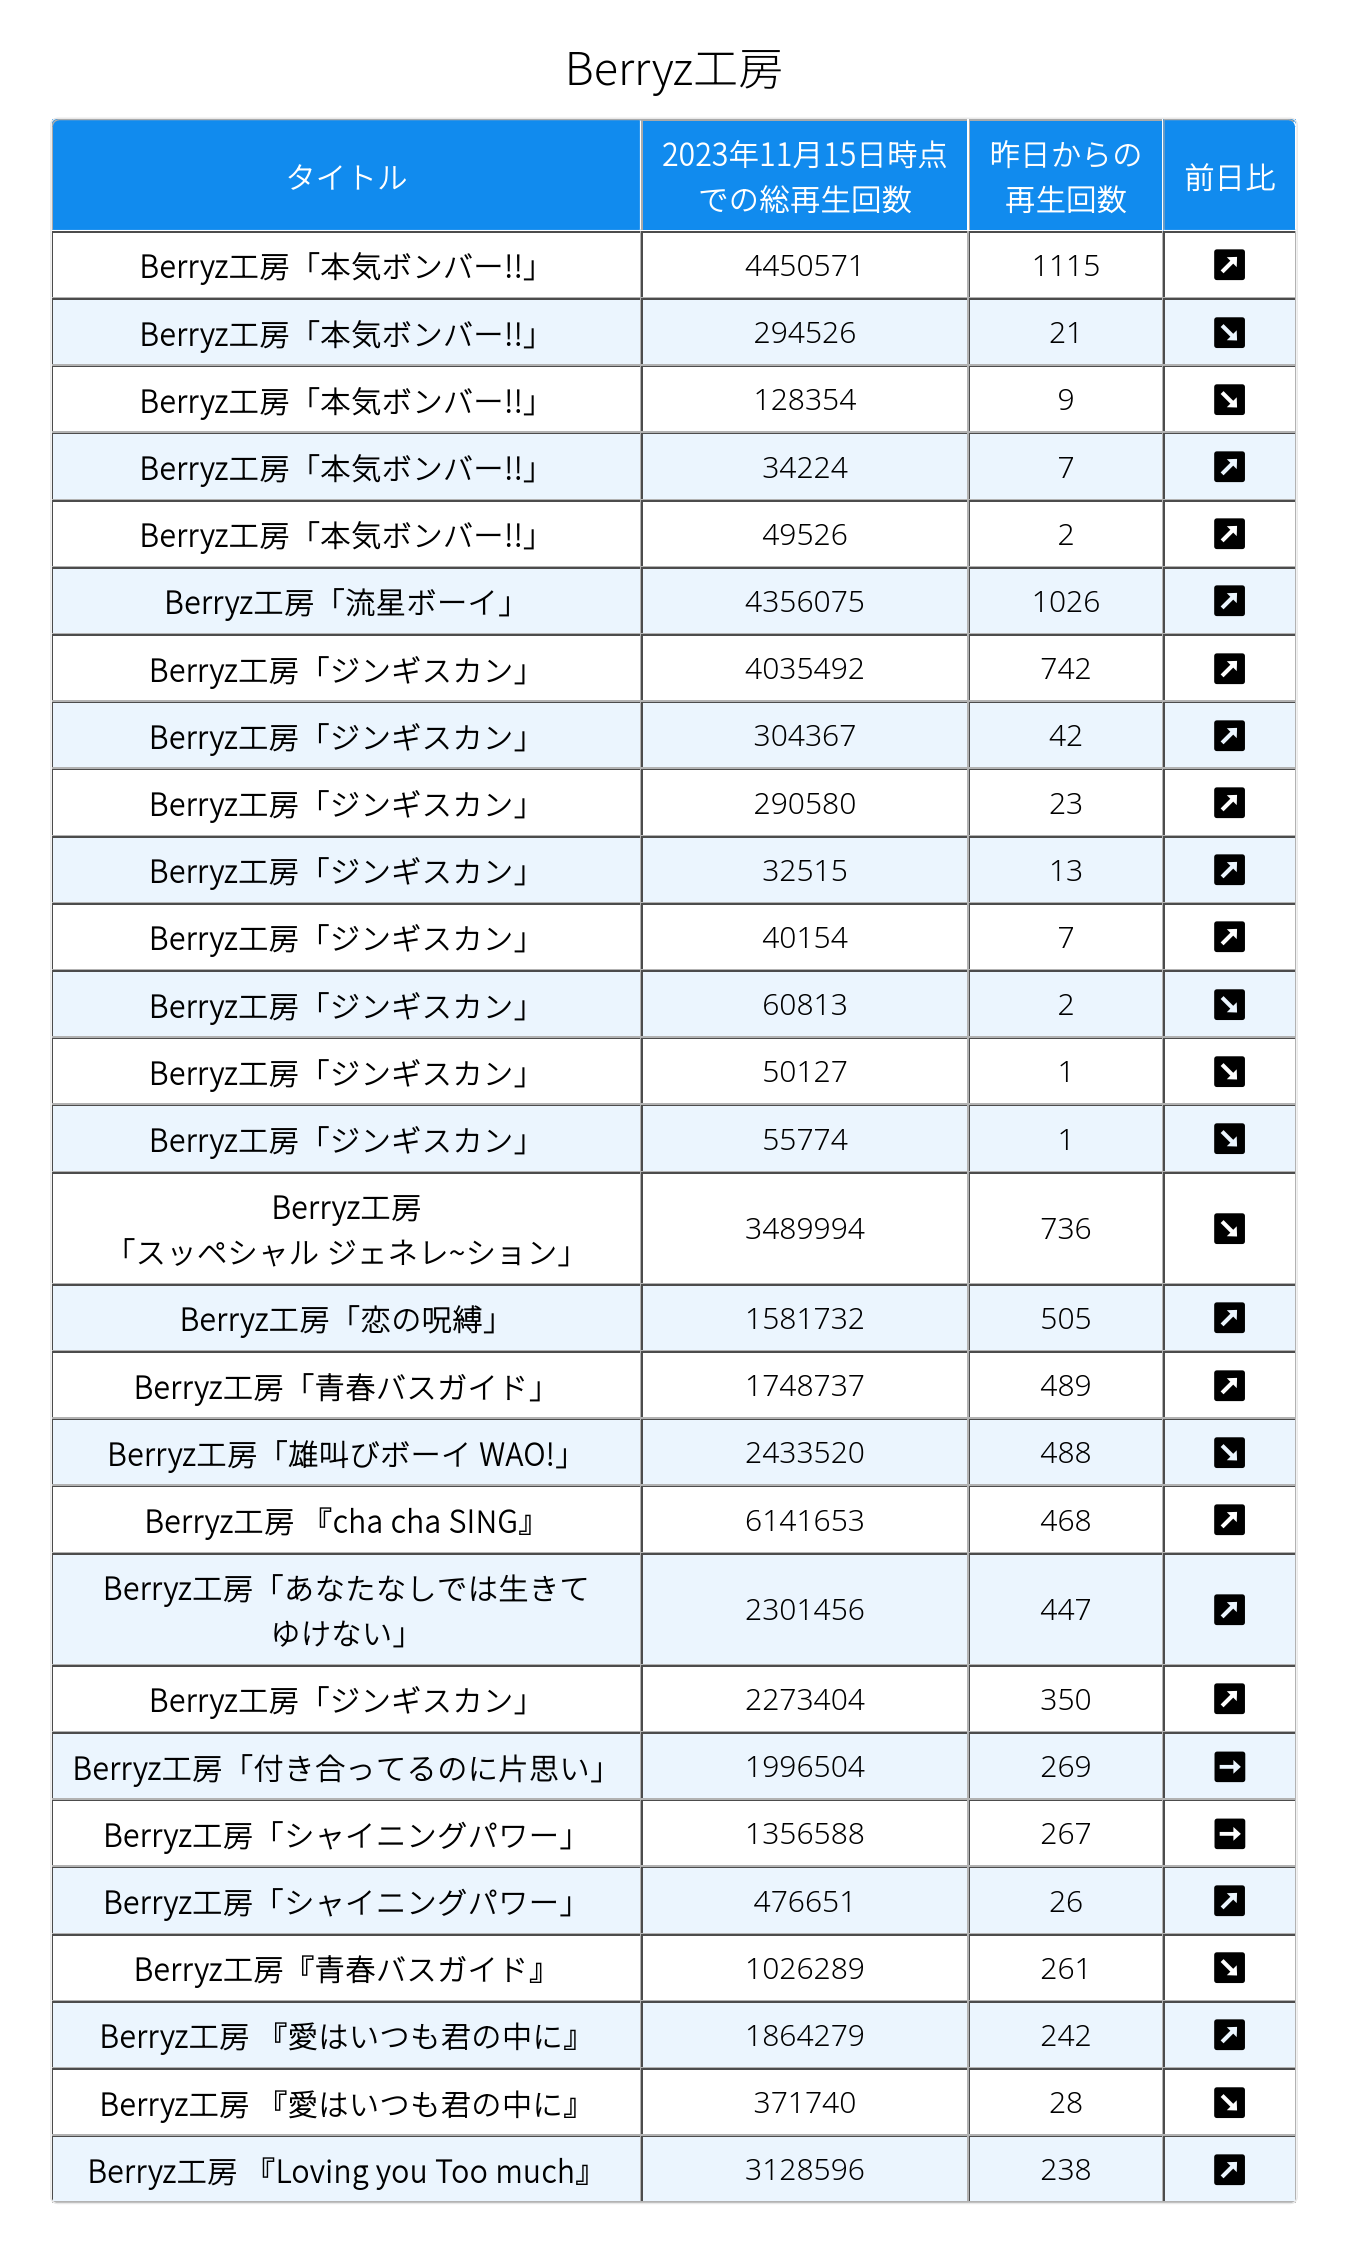 Berryz工房
タイトル 2023年11月15日時点 昨日からの 前日比
での総再生回数 再生回数
Berryz工房「本気ボンバー!!」 4450571 1115
Berryz工房「本気ボンバー!!」 294526 21
Berryz工房「本気ボンバー!!」 128354 9
Berryz工房「本気ボンバー!!」 34224 7
Berryz工房「本気ボンバー!!」 49526 2
Berryz工房「流星ボーイ」 4356075 1026
Berryz工房「ジンギスカン」 4035492 742
Berryz工房「ジンギスカン」 304367 42
Berryz工房「ジンギスカン」 290580 23
Berryz工房「ジンギスカン」 32515 13
Berryz工房「ジンギスカン」 40154 7
Berryz工房「ジンギスカン」 60813 2
Berryz工房「ジンギスカン」 50127 1
Berryz工房「ジンギスカン」 55774 1
Berryz工房
「スッペシャル ジェネレ~ション」 3489994 736
Berryz工房「恋の呪縛」 1581732 505
Berryz工房「青春バスガイド」 1748737 489
Berryz工房「雄叫びボーイ WAO!」 2433520 488
Berryz工房 『cha cha SING』 6141653 468
Berryz工房「あなたなしでは生きて
ゆけない」 2301456 447
Berryz工房「ジンギスカン」 2273404 350
Berryz工房「付き合ってるのに片思い」 1996504 269
Berryz工房「シャイニングパワー」 1356588 267
Berryz工房「シャイニングパワー」 476651 26
Berryz工房『青春バスガイド』 1026289 261
Berryz工房 『愛はいつも君の中に』 1864279 242
Berryz工房 『愛はいつも君の中に』 371740 28
Berryz工房 『Loving you Too much』 3128596 238